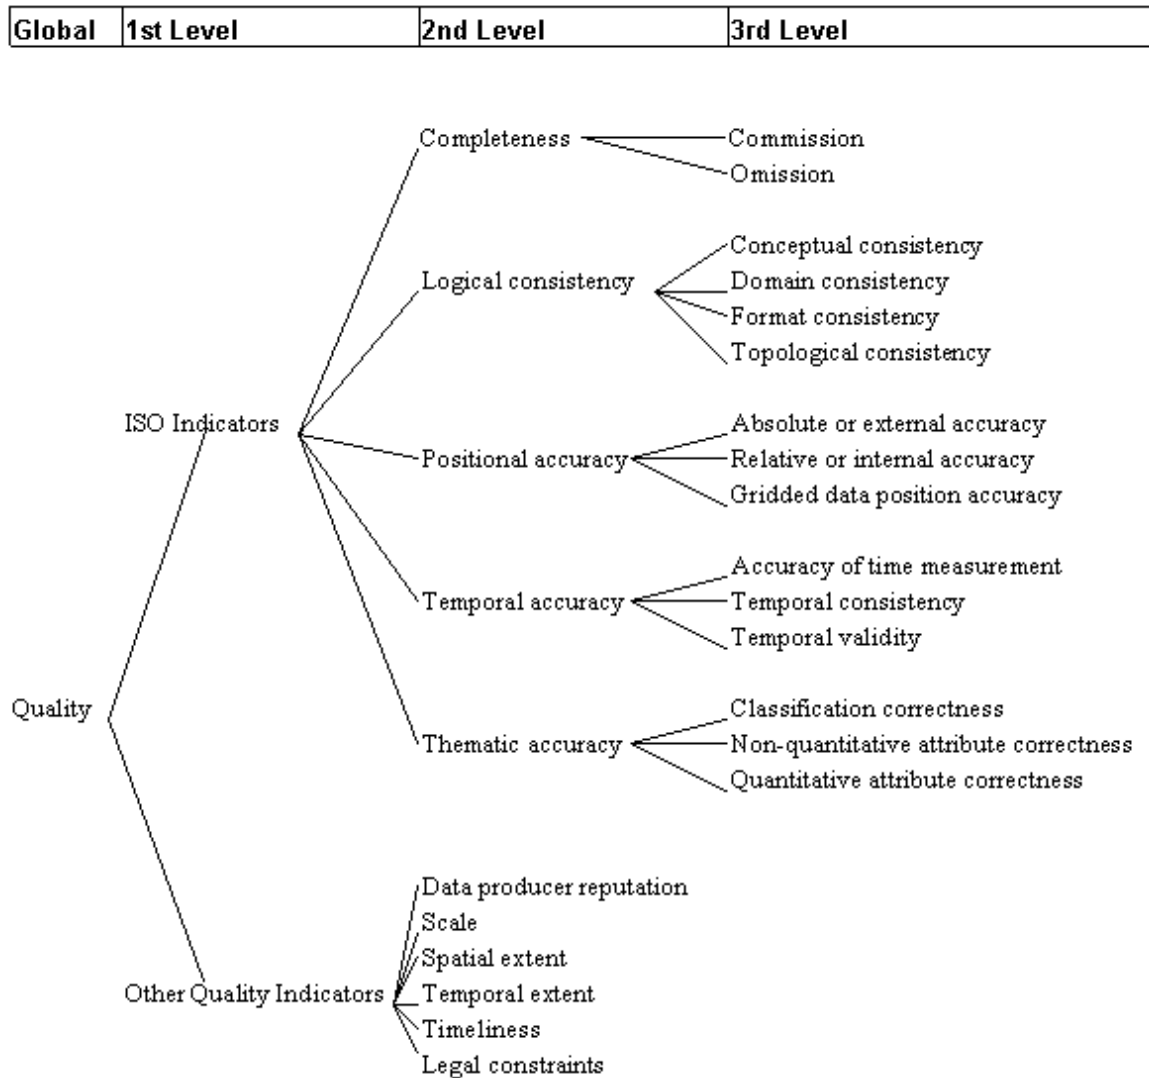 Global 1st Level 2nd Level 3rd Level
Completeness Commission
Omission
Conceptual consistency
Logical consistency Domain consistency
Format consistency
Topological consistency
ISO Indicators Absolute or external accuracy
Positional accuracy Relative or internal accuracy
Gridded data position accuracy
Accuracy of time measurement
Temporal accuracy Temporal consistency
Temporal validity
Quality Classification correctness
Thematic accuracy Non-quantitative attribute correctness
Quantitative attribute correctness
Data producer reputation
Scale
Spatial extent
Other Quality Indicators Temporal extent
Timeliness
Legal constraints